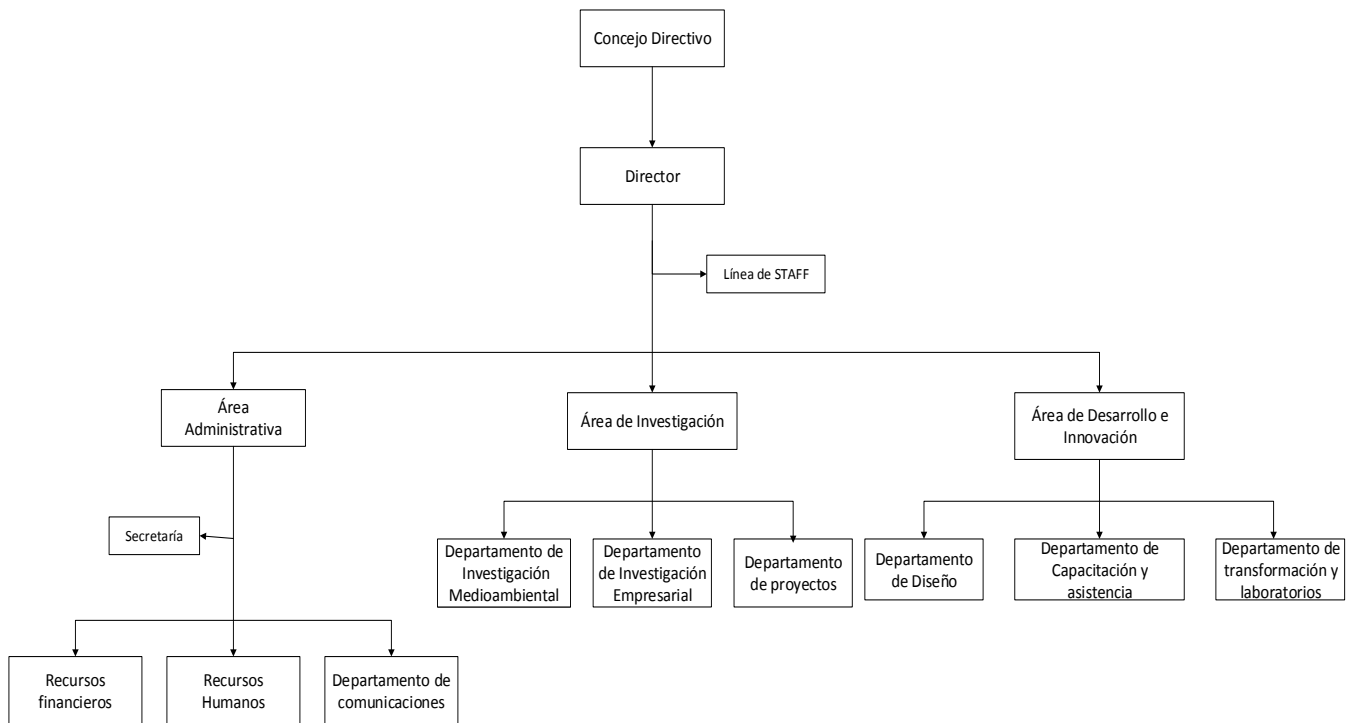 Concejo Directivo
Director
Línea de STAFF
Área
Administrativa
Área de Investigación
Área de Desarrollo e
Innovación
Secretaría
Departamento de
Investigación
Medioambiental
Departamento
de Investigación
Empresarial
Departamento
de proyectos
Departamento
de Diseño
Departamento de
Capacitación y
asistencia
Departamento de
transformación y
laboratorios
Recursos
financieros
Recursos
Humanos
Departamento de
comunicaciones